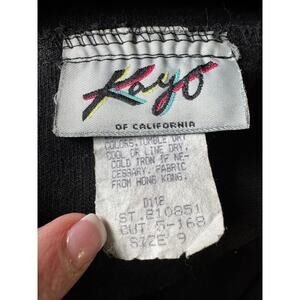 Kayo
OF CALIFORNIA
COLORS. TUMBLE DRY
COOL OR LINE DRY.
COLD IRON IF NE-
CESSARY. FABRIC
FROM HONG KONG.
D112
ST. 210851
CUT 5-168
SIZE 9